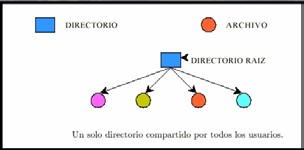 DIRECTORIO
ARCHIVO
DIRECTORIO RAIZ
Un solo directorio compartido por todos los usuarios.